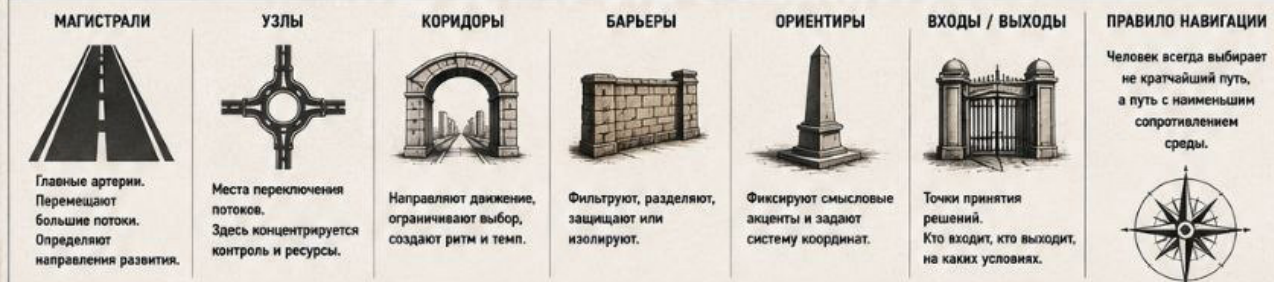 МАГИСТРАЛИ
Главные артерии.
Перемещают
большие потоки.
Определяют
направления развития.
УЗЛЫ
Места переключения
потоков.
Здесь концентрируется
контроль и ресурсы.
КОРИДОРЫ
Направляют движение,
ограничивают выбор,
создают ритм и темп.
БАРЬЕРЫ
Фильтруют, разделяют,
защищают или
изолируют.
ОРИЕНТИРЫ
Фиксируют смысловые
акценты и задают
систему координат.
ВХОДЫ / ВЫХОДЫ
Точки принятия
решений.
Кто входит, кто выходит,
на каких условиях.
ПРАВИЛО НАВИГАЦИИ
Человек всегда выбирает
не кратчайший путь,
а путь с наименьшим
сопротивлением
среды.